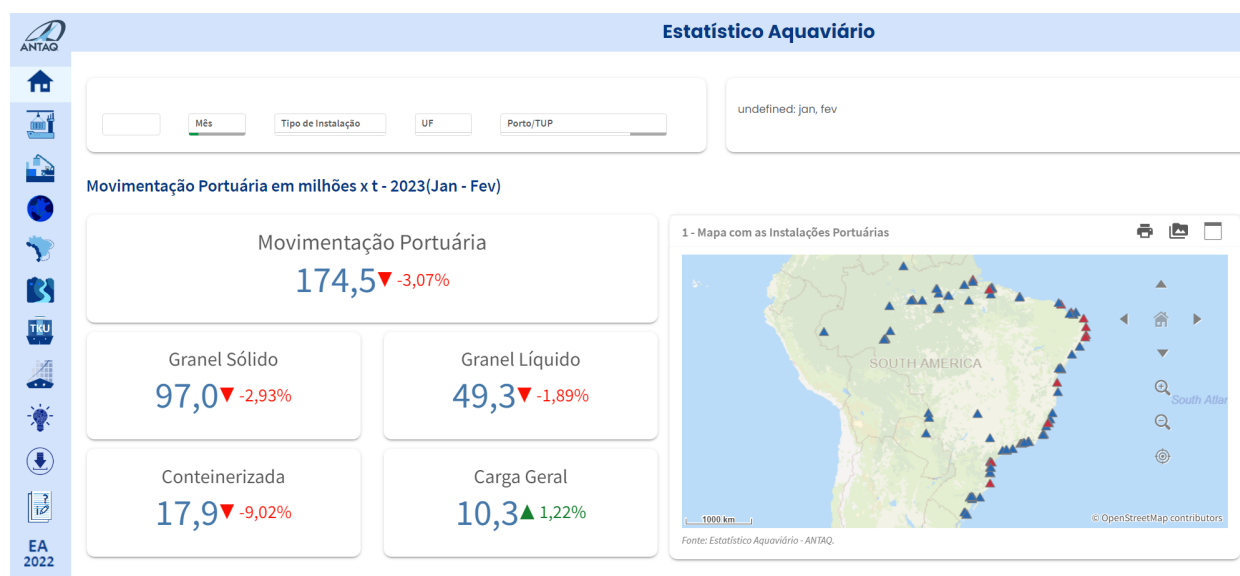 ANTAQ
Estatístico Aquaviário
Mês
Tipo de Instalação
UF
Porto/TUP
undefined: jan, fev
Movimentação Portuária em milhões x t - 2023(Jan - Fev)
Movimentação Portuária
174,5▼ -3,07%
Granel Sólido
97,0▼ -2,93%
Granel Líquido
49,3▼ -1,89%
Conteinerizada
17,9▼ -9,02%
Carga Geral
10,3▲ 1,22%
1 - Mapa com as Instalações Portuárias
SOUTH AMERICA
South Atlan
1000 km
© OpenStreetMap contributors
Fonte: Estatístico Aquaviário - ANTAQ.
TKU
EA
2022